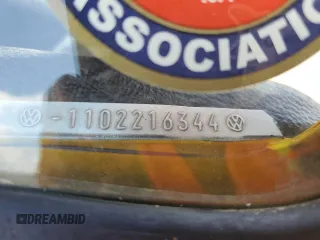 ASSOCIATIO
-1102216344
DREAMBID